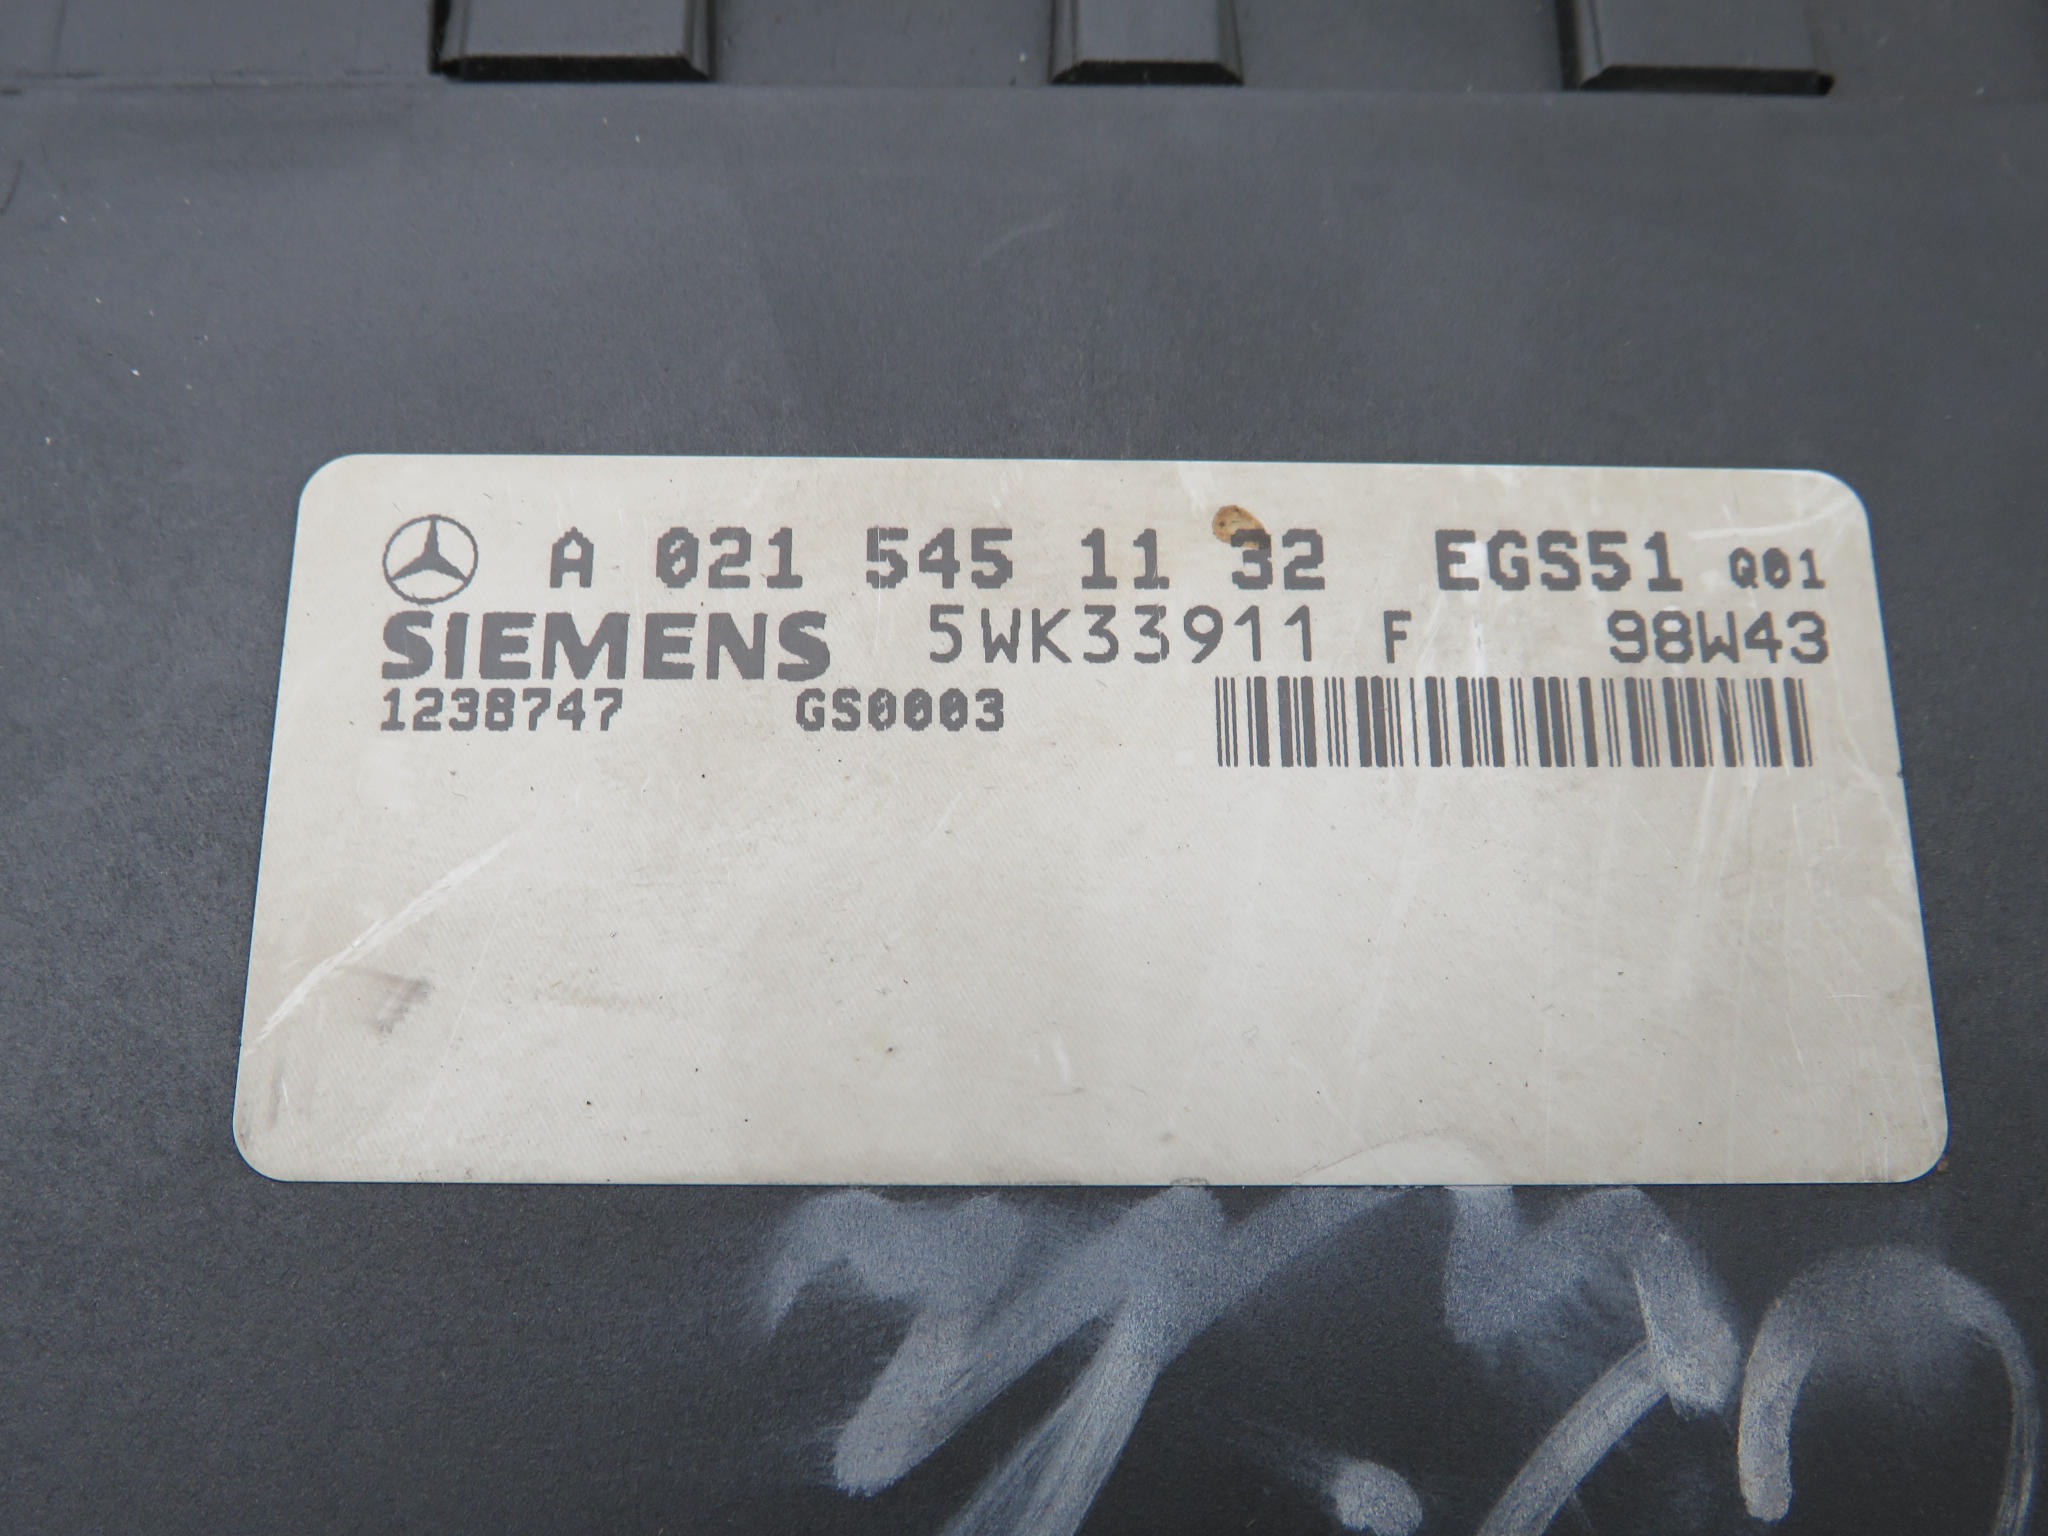 A 021 545 11 32 EGS51 Q01
SIEMENS 5WK33911 F 98W43
1238747 GS0003